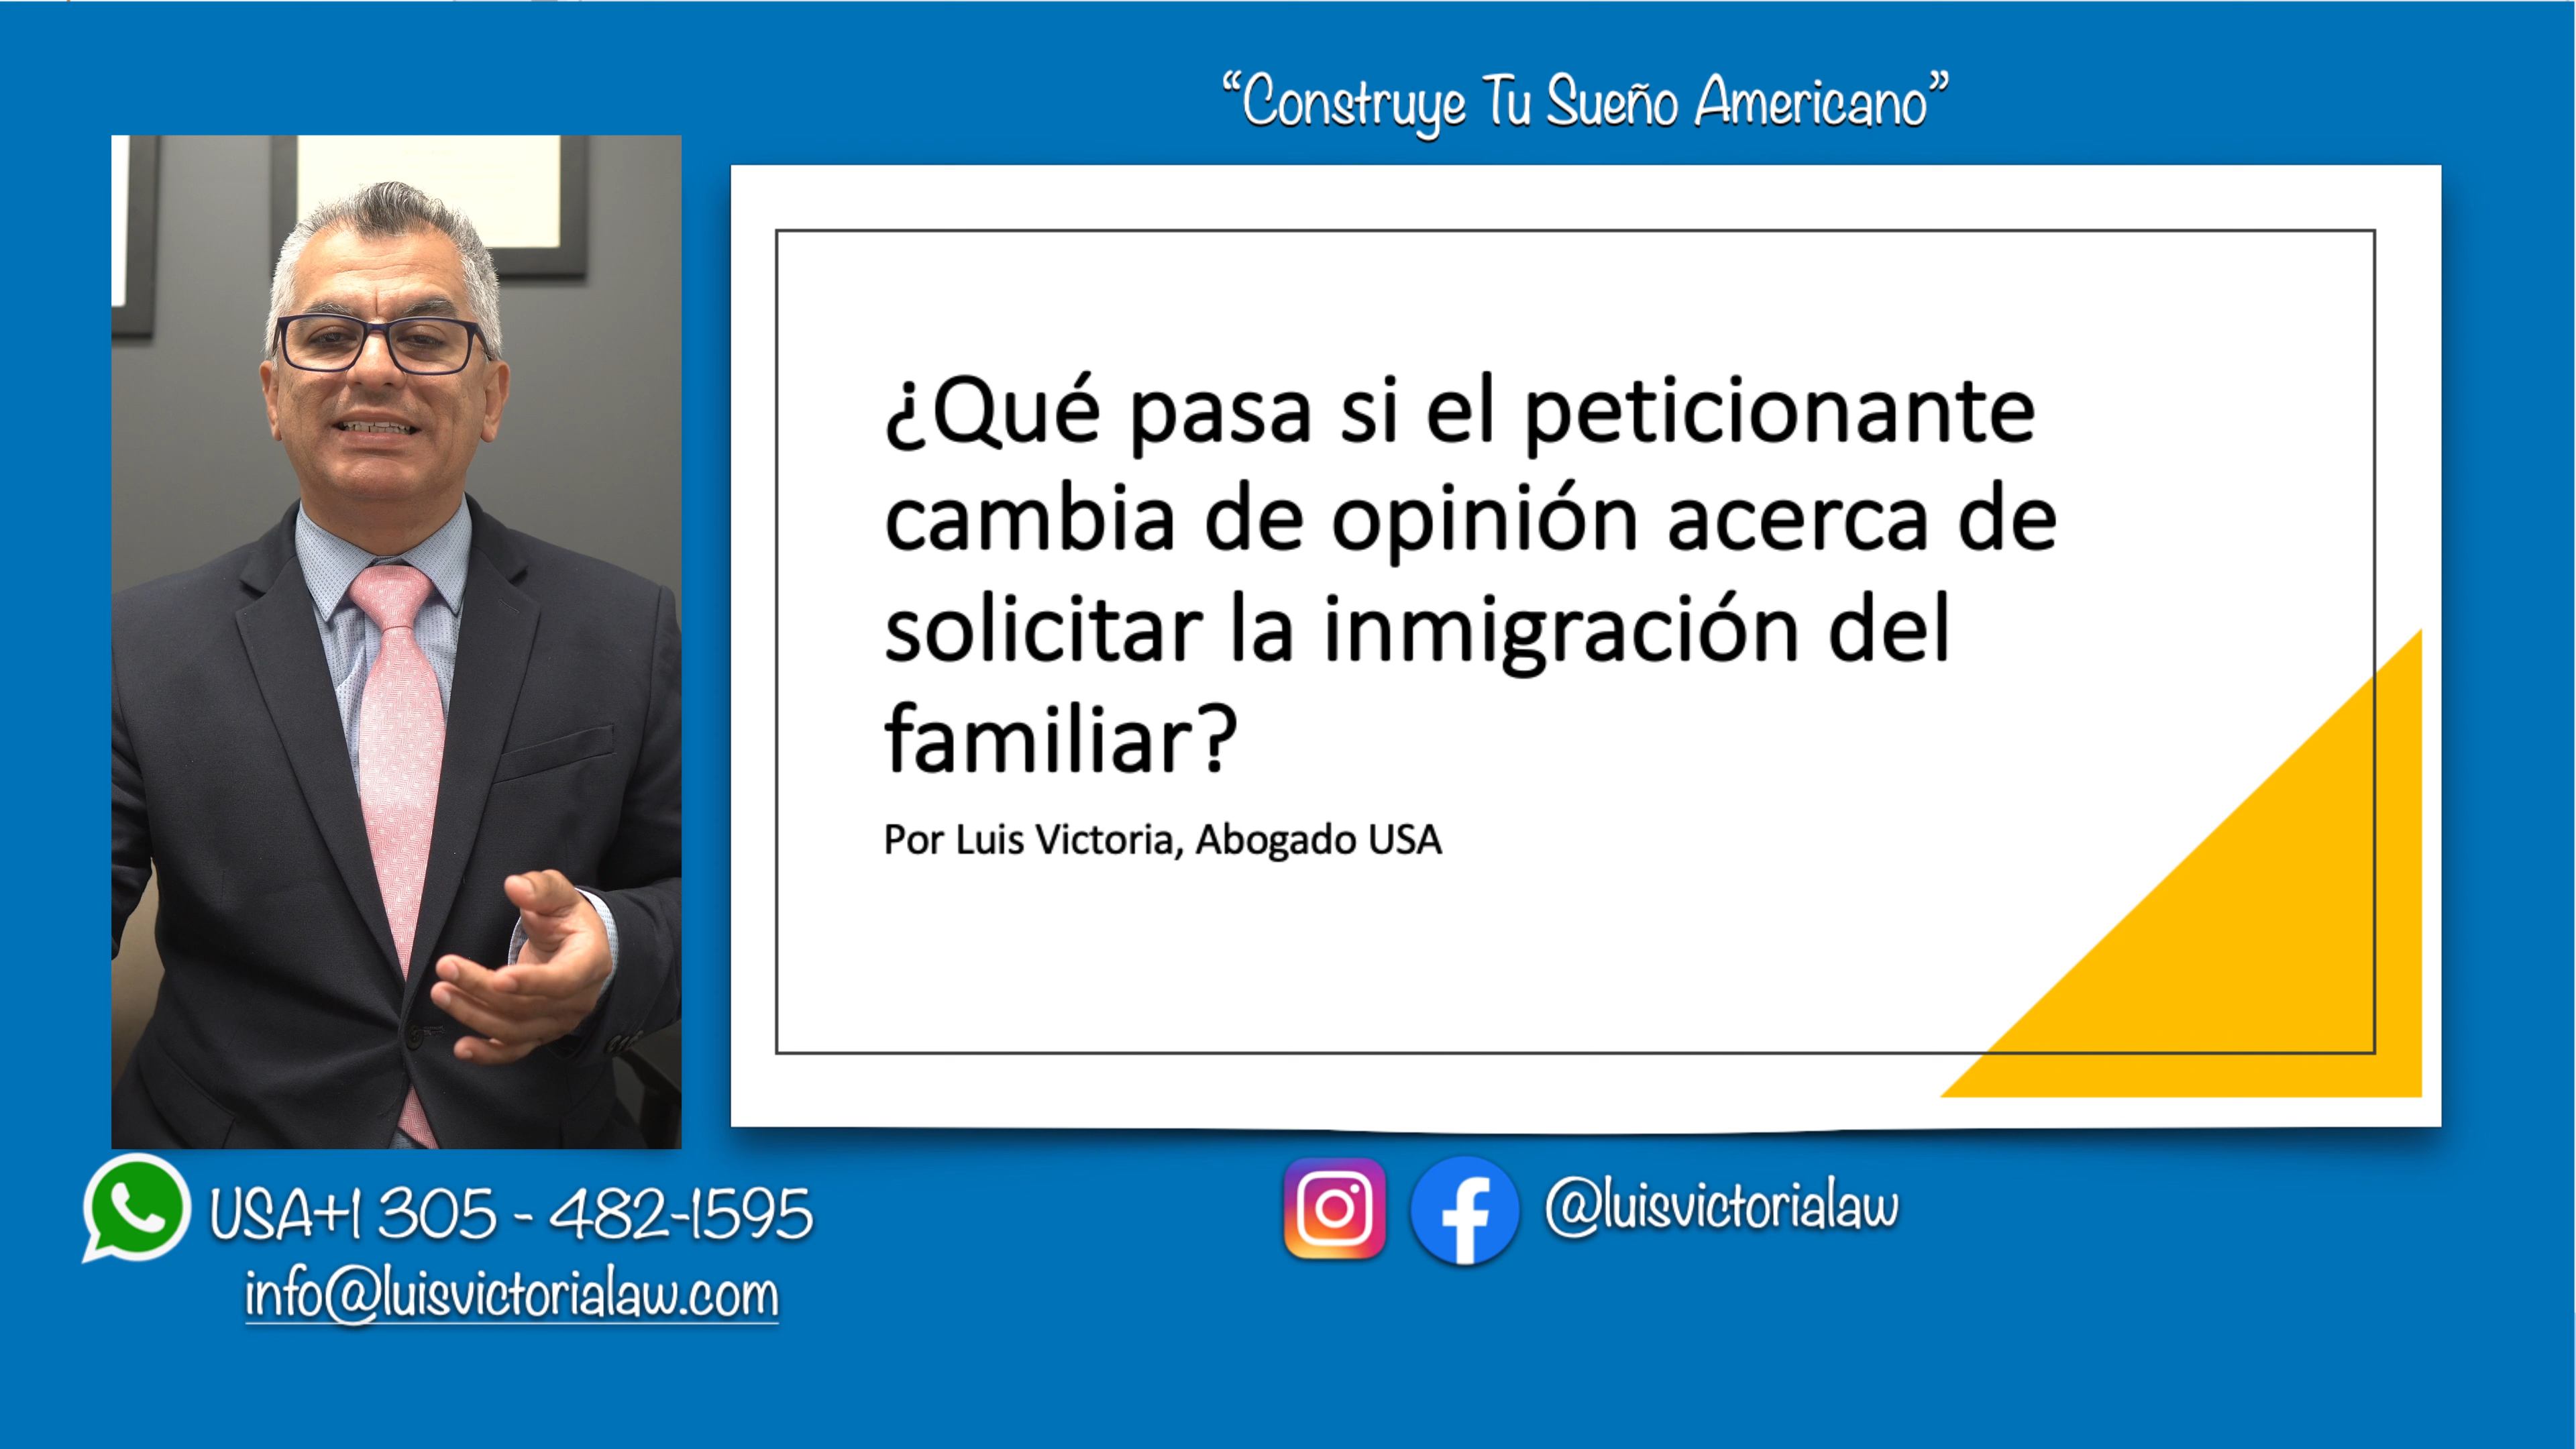 “Construye Tu Sueño Americano”
¿Qué pasa si el peticionante
cambia de opinión acerca de
solicitar la inmigración del
familiar?
Por Luis Victoria, Abogado USA
USA+1 305 - 482-1595
info@luisvictorialaw.com
@luisvictorialaw